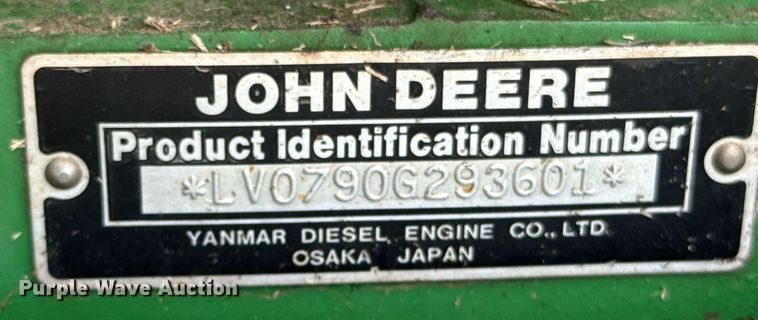 JOHN DEERE
Product Identification Number
*LV0790G293601*
YANMAR DIESEL ENGINE CO., LTD
OSAKA JAPAN
Purple Wave Auction